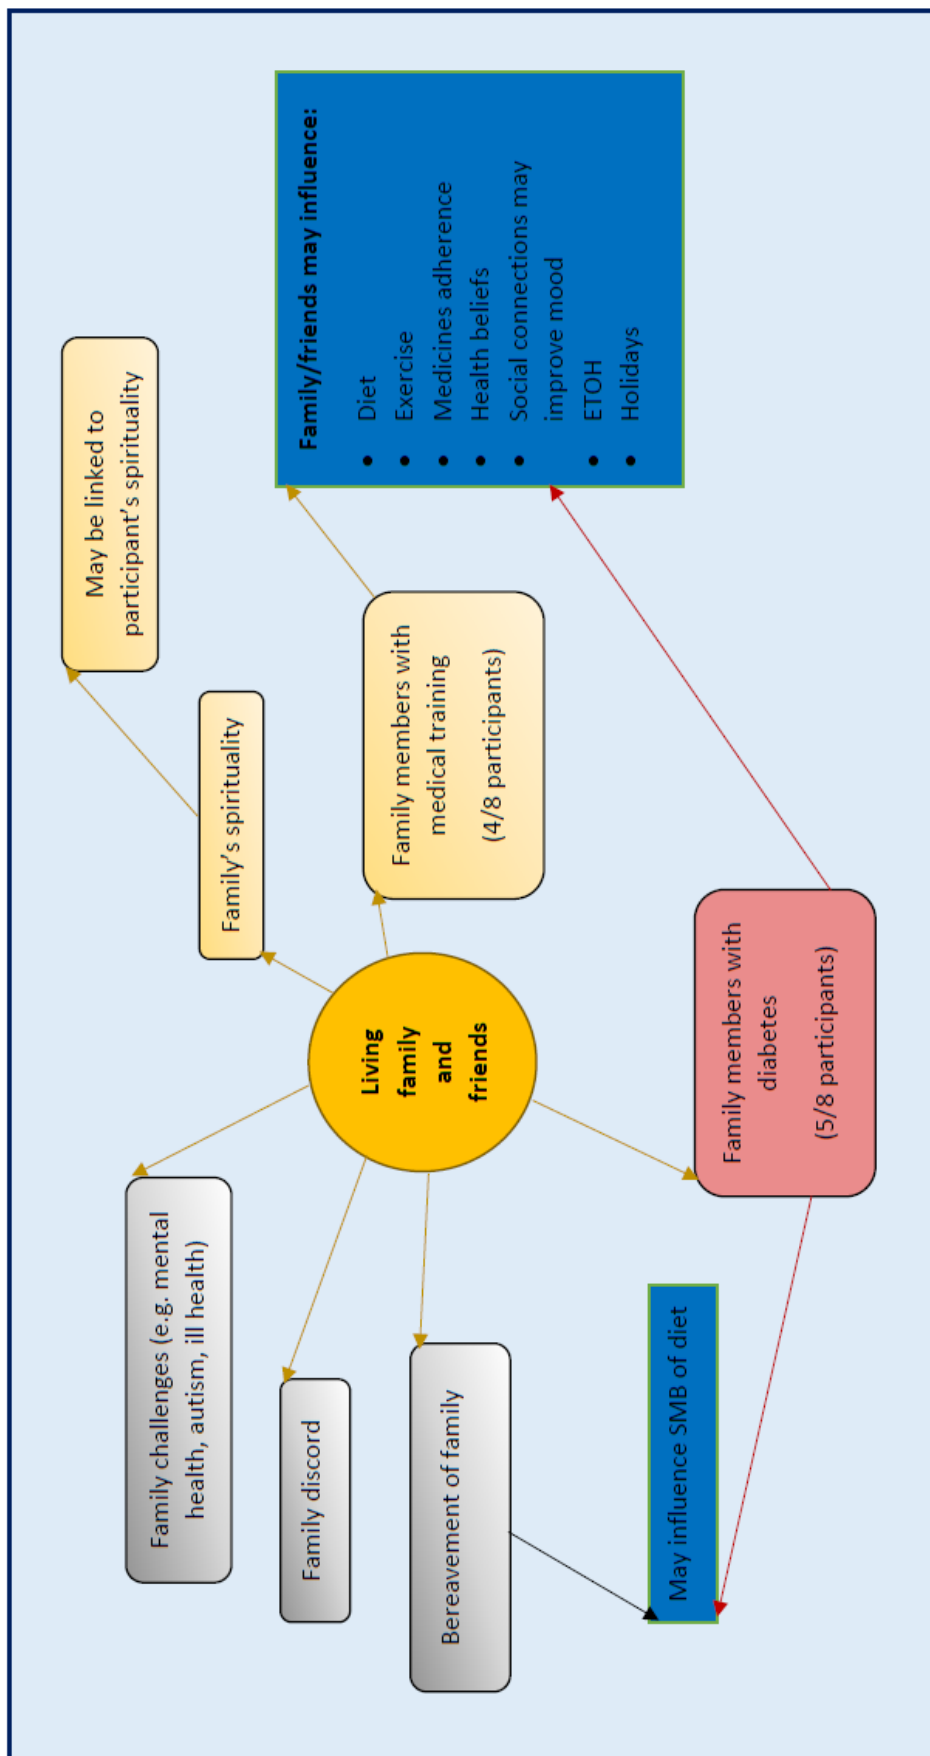 Family challenges (e.g. mental
health, autism, ill health)
Family discord
Bereavement of family
May influence SMB of diet
Living
family
and
friends
Family's spirituality
May be linked to
participant's spirituality
Family members with
medical training
(4/8 participants)
Family members with
diabetes
(5/8 participants)
Family/friends may influence:
• Diet
• Exercise
• Medicines adherence
• Health beliefs
• Social connections may
improve mood
• ETOH
• Holidays